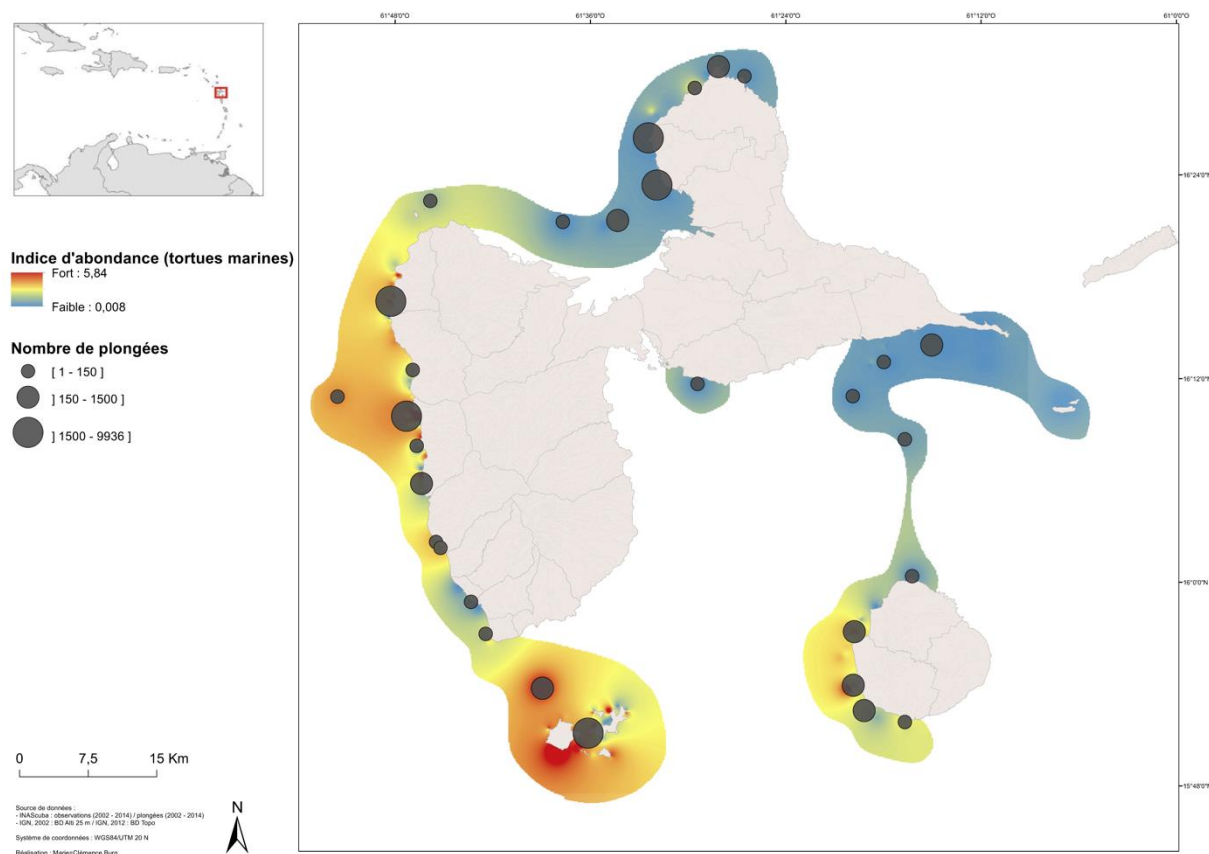 61°48'0"O
61°36'0"O
61°24'0"O
61°12'0"O
61°0'0"O
16°24'0"N
16°12'0"N
16°0'0"N
15°48'0"N
Indice d'abondance (tortues marines)
Fort : 5,84
Faible : 0,008
Nombre de plongées
[ 1 - 150 ]
] 150 - 1500 ]
] 1500 - 9936 ]
0 7,5 15 Km
N
Source de données :
- INAScuba : observations (2002 - 2014) / plongées (2002 - 2014)
- IGN, 2002 : BD Alti 25 m / IGN, 2012 : BD Topo
Système de coordonnées : WGS84/UTM 20 N
Réalisation : Marie-Clémence Burg